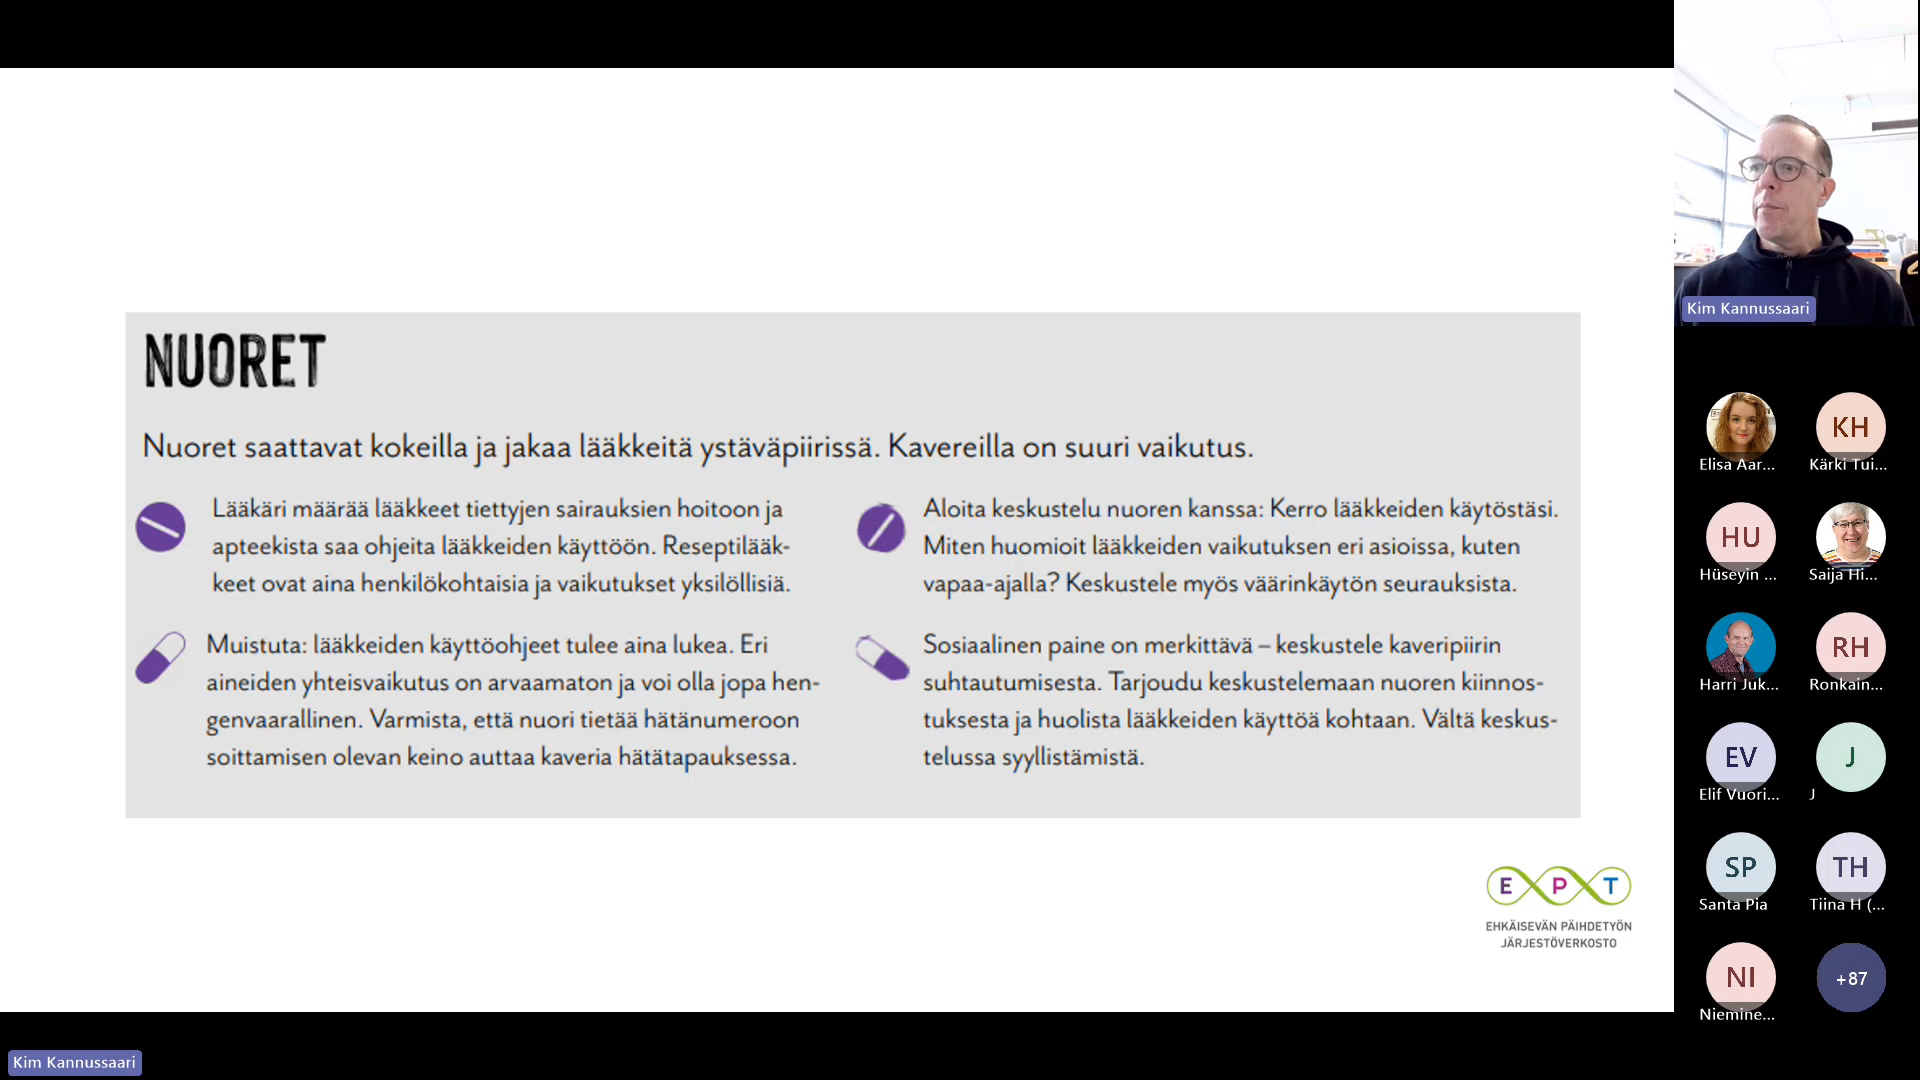 NUORET
Nuoret saattavat kokeilla ja jakaa lääkkeitä ystäväpiirissä. Kavereilla on suuri vaikutus.
Lääkäri määrää lääkkeet tiettyjen sairauksien hoitoon ja
apteekista saa ohjeita lääkkeiden käyttöön. Reseptilääk-
keet ovat aina henkilökohtaisia ja vaikutukset yksilöllisiä.
Muistuta: lääkkeiden käyttöohjeet tulee aina lukea. Eri
aineiden yhteisvaikutus on arvaamaton ja voi olla jopa hen-
genvaarallinen. Varmista, että nuori tietää hätänumeroon
soittamisen olevan keino auttaa kaveria hätätapauksessa.
Aloita keskustelu nuoren kanssa: Kerro lääkkeiden käytöstäsi.
Miten huomioit lääkkeiden vaikutuksen eri asioissa, kuten
vapaa-ajalla? Keskustele myös väärinkäytön seurauksista.
Sosiaalinen paine on merkittävä – keskustele kaveripiirin
suhtautumisesta. Tarjoudu keskustelemaan nuoren kiinnos-
tuksesta ja huolista lääkkeiden käyttöä kohtaan. Vältä keskus-
telussa syyllistämistä.
E P T
EHKÄISEVÄN PÄIHDETYÖN
JÄRJESTÖVERKOSTO
Kim Kannussaari
Kim Kannussaari
Elisa Aar...
KH
Kärki Tui...
HU
Hüseyin ...
Saija Hi...
Harri Juk...
RH
Ronkain...
EV
Elif Vuori...
J
J
SP
Santa Pia
TH
Tiina H (...
NI
Niemine...
+87